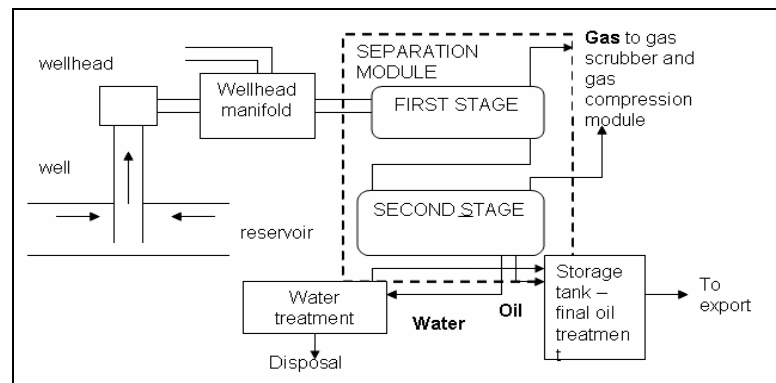 wellhead
well
reservoir
Wellhead
manifold
SEPARATION
MODULE
FIRST STAGE
SECOND STAGE
Gas to gas
scrubber and
gas
compression
module
Water
treatment
Disposal
Water
Oil
Storage
tank –
final oil
treatmen
t
To
export